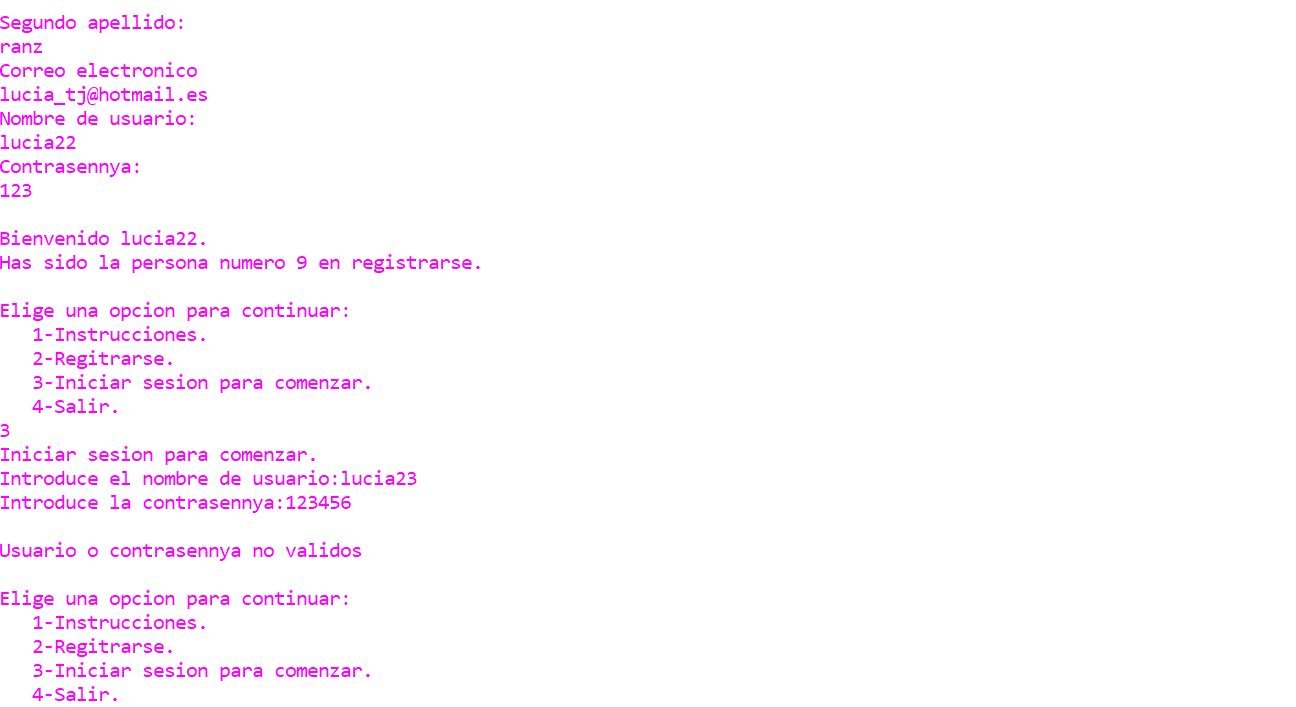 Segundo apellido:
ranz
Correo electronico
lucia_tj@hotmail.es
Nombre de usuario:
lucia22
Contrasennya:
123
Bienvenido lucia22.
Has sido la persona numero 9 en registrarse.
Elige una opcion para continuar:
1-Instrucciones.
2-Regitrarse.
3-Iniciar sesion para comenzar.
4-Salir.
3
Iniciar sesion para comenzar.
Introduce el nombre de usuario:lucia23
Introduce la contrasennya:123456
Usuario o contrasennya no validos
Elige una opcion para continuar:
1-Instrucciones.
2-Regitrarse.
3-Iniciar sesion para comenzar.
4-Salir.